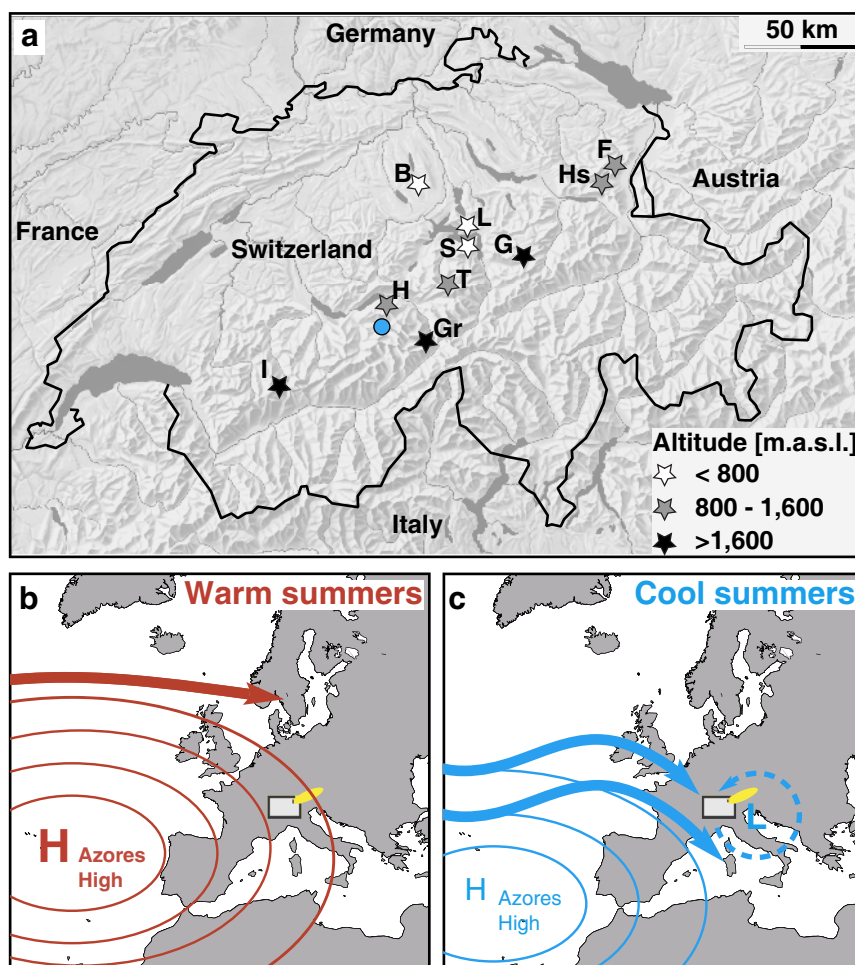 a
Germany
50 km
F
B
Hs
Austria
France
L
Switzerland
S
G
T
H
Gr
I
Altitude [m.a.s.l.]
< 800
800 - 1,600
>1,600
Italy
b
Warm summers
H Azores
High
c
Cool summers
L
H Azores
High